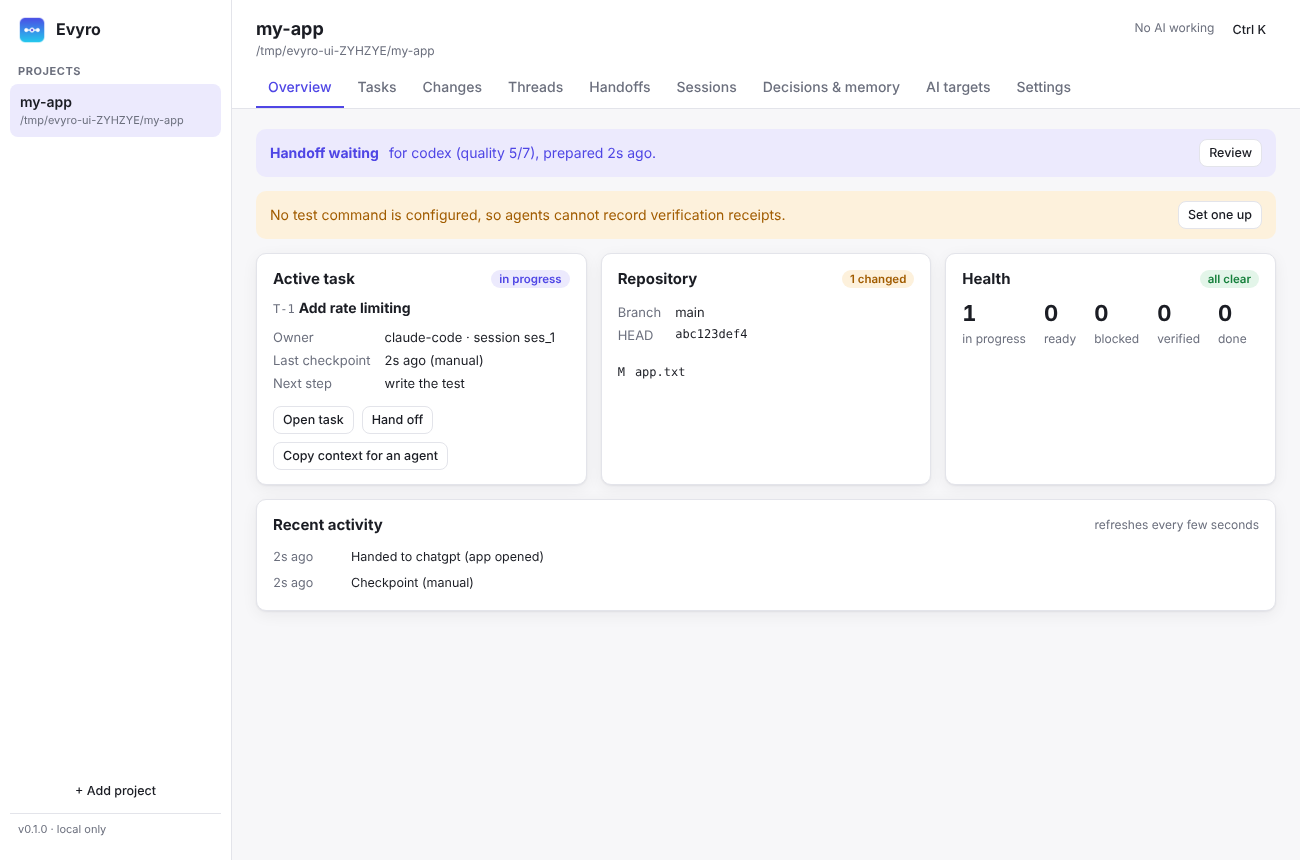 Evyro
PROJECTS
my-app
/tmp/evyro-ui-ZYHZYE/my-app
+ Add project
v0.1.0 · local only
my-app
/tmp/evyro-ui-ZYHZYE/my-app
No AI working
Ctrl K
Overview Tasks Changes Threads Handoffs Sessions Decisions & memory AI targets Settings
Handoff waiting for codex (quality 5/7), prepared 2s ago. Review
No test command is configured, so agents cannot record verification receipts. Set one up
Active task in progress
T-1 Add rate limiting
Owner claude-code · session ses_1
Last checkpoint 2s ago (manual)
Next step write the test
Open task Hand off
Copy context for an agent
Repository 1 changed
Branch main
HEAD abc123def4
M app.txt
Health all clear
1 0 0 0 0
in progress ready blocked verified done
Recent activity refreshes every few seconds
2s ago Handed to chatgpt (app opened)
2s ago Checkpoint (manual)